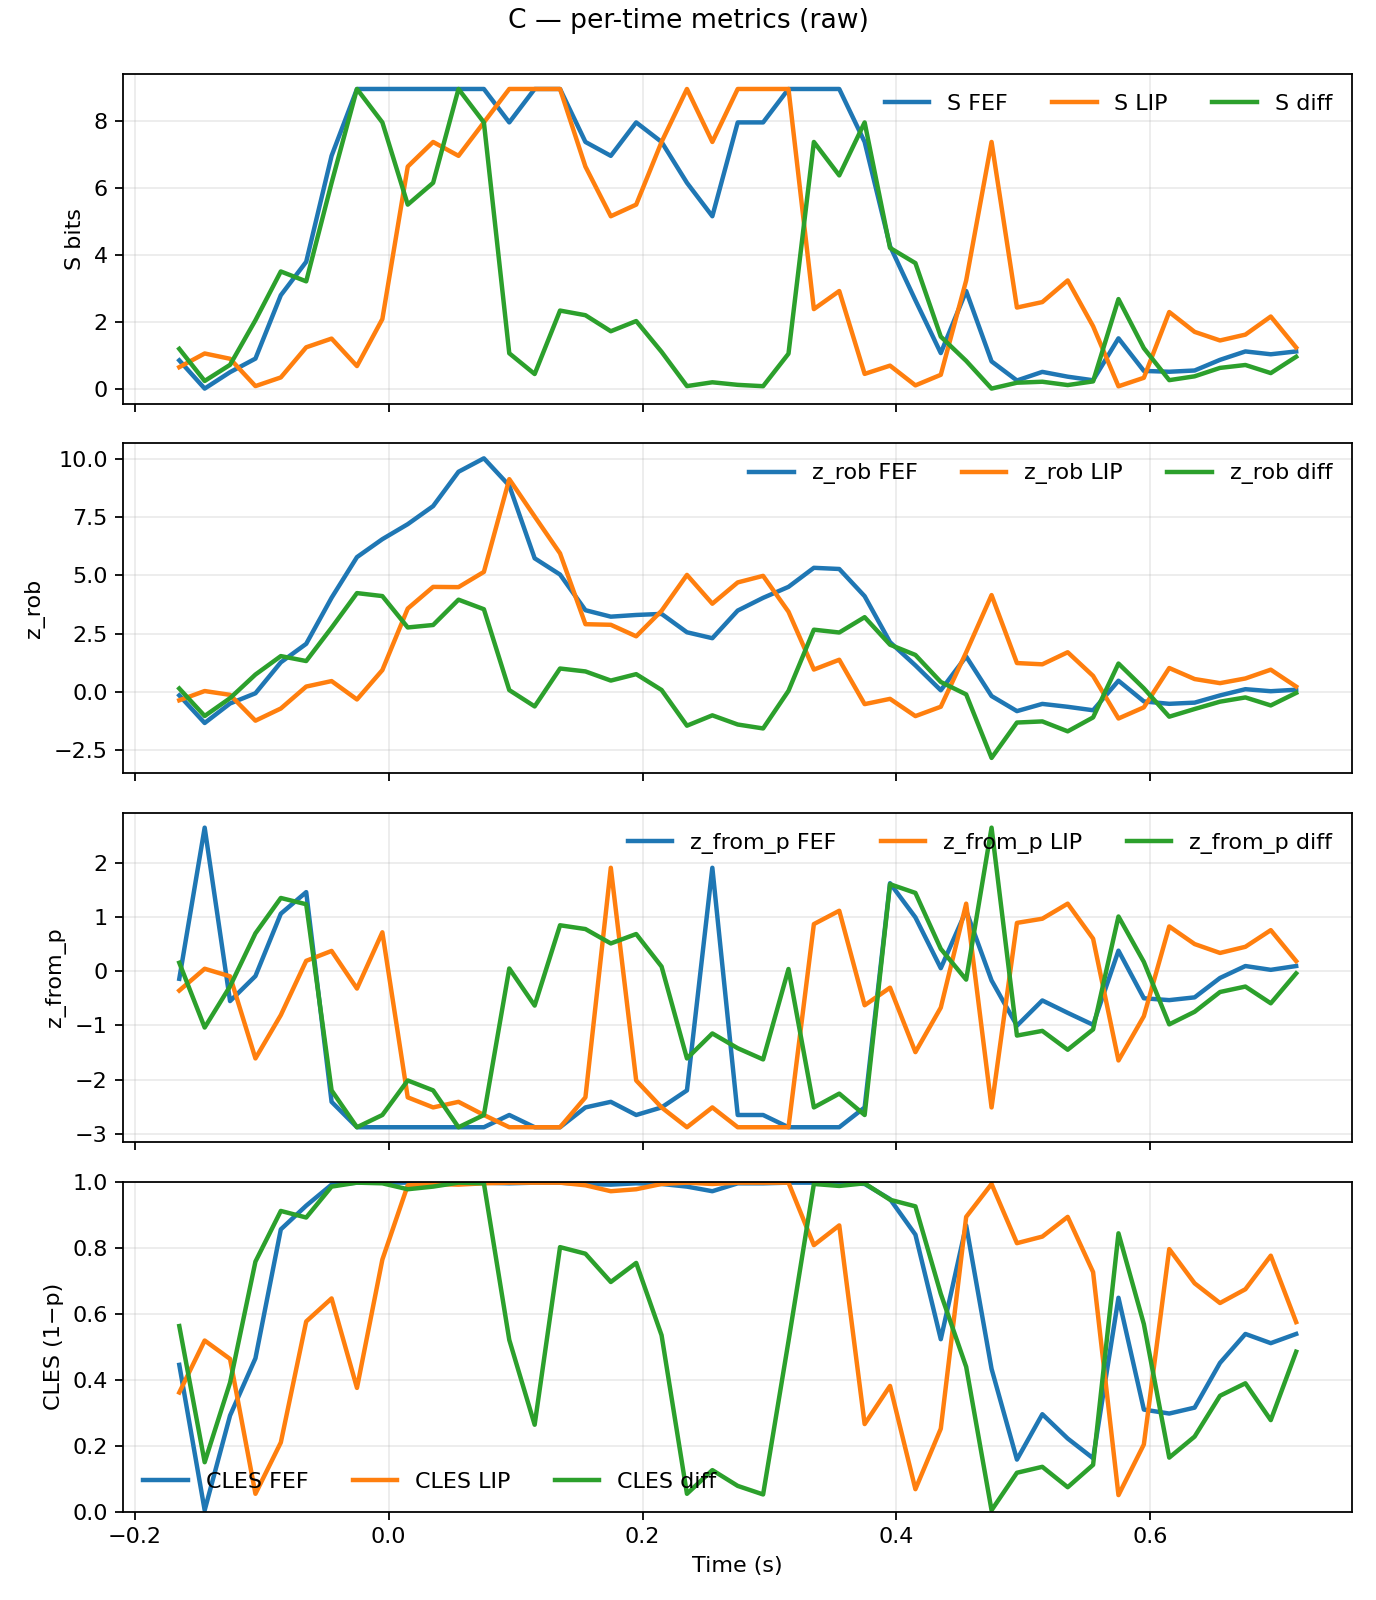 C — per-time metrics (raw)
S FEF S LIP S diff
8
6
4
2
0
S bits
z_rob FEF z_rob LIP z_rob diff
10.0
7.5
5.0
2.5
0.0
−2.5
z_rob
z_from_p FEF z_from_p LIP z_from_p diff
2
1
0
−1
−2
−3
z_from_p
1.0
0.8
0.6
0.4
0.2
0.0
CLES (1−p)
CLES FEF CLES LIP CLES diff
−0.2 0.0 0.2 0.4 0.6
Time (s)